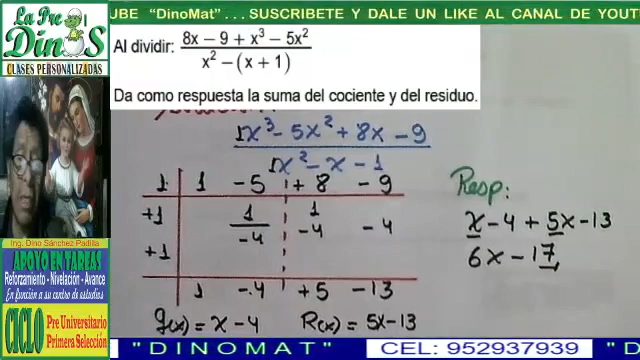 UBE "DinoMat"... SUSCRIBETE Y DALE UN LIKE AL CANAL DE YOUT
La Pre
DINOS
CLASES PERSONALIZADAS
Al dividir: (8x − 9 + x³ − 5x²) / (x² − (x + 1))
Da como respuesta la suma del cociente y del residuo.
1x³ − 5x² + 8x − 9
1x² − x − 1
1 | 1 −5 +8 −9
+1 | 1 1
−4 −4 −4
+1
1 −4 +5 −13
q(x) = x − 4 R(x) = 5x − 13
Resp:
x − 4 + 5x − 13
6x − 17
Ing. Dino Sánchez Padilla
APOYO EN TAREAS
Reforzamiento - Nivelación - Avance
En función a su centro de estudios
CICLO
Pre Universitario
Primera Selección
"DINOMAT"
CEL: 952937939
"D